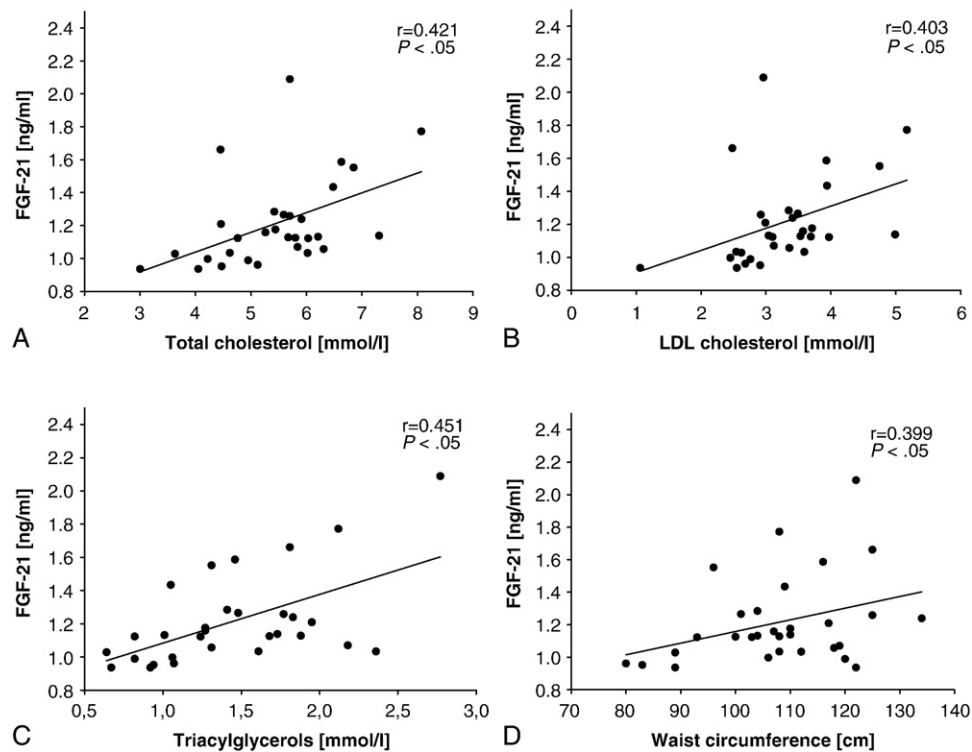 r=0.421
P < .05
FGF-21 [ng/ml]
2.4
2.2
2.0
1.8
1.6
1.4
1.2
1.0
0.8
2 3 4 5 6 7 8 9
A
Total cholesterol [mmol/l]
r=0.403
P < .05
FGF-21 [ng/ml]
2.4
2.2
2.0
1.8
1.6
1.4
1.2
1.0
0.8
0 1 2 3 4 5 6
B
LDL cholesterol [mmol/l]
r=0.451
P < .05
FGF-21 [ng/ml]
2.4
2.2
2.0
1.8
1.6
1.4
1.2
1.0
0.8
0,5 1,0 1,5 2,0 2,5 3,0
C
Triacylglycerols [mmol/l]
r=0.399
P < .05
FGF-21 [ng/ml]
2.4
2.2
2.0
1.8
1.6
1.4
1.2
1.0
0.8
70 80 90 100 110 120 130 140
D
Waist circumference [cm]